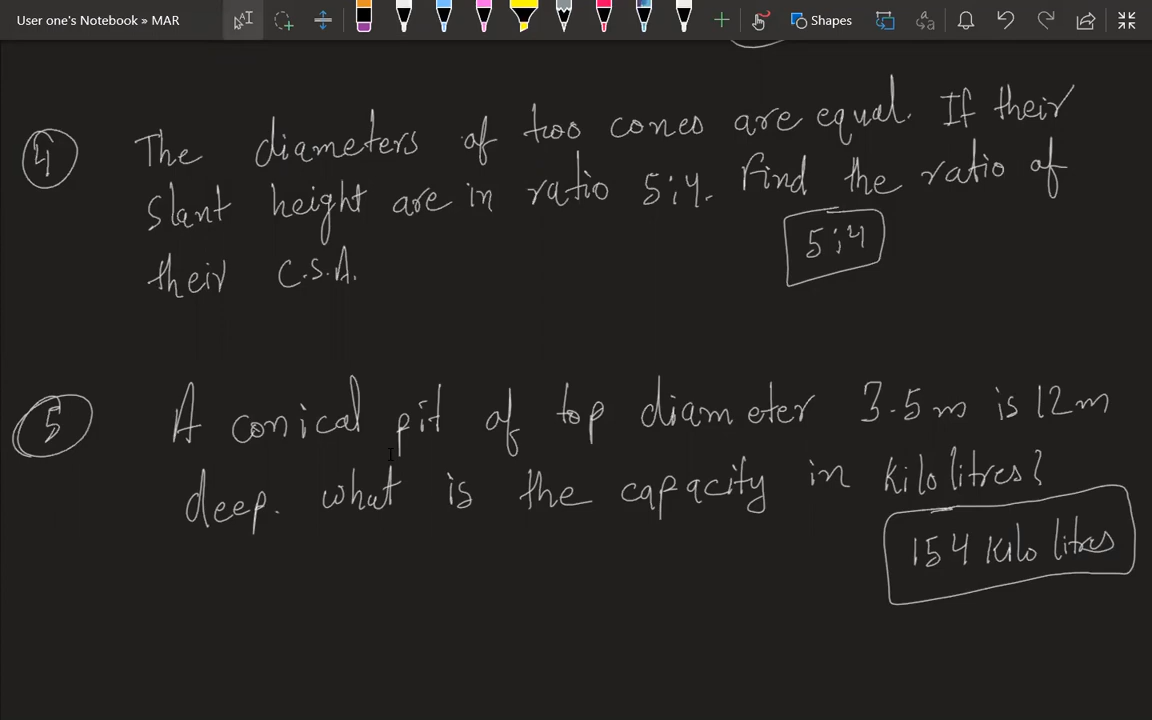 User one's Notebook » MAR
Shapes
4 The diameters of two cones are equal. If their
slant height are in ratio 5:4. Find the ratio of
their C.S.A.
5:4
5 A conical pit of top diameter 3.5m is 12m
deep. what is the capacity in kilolitres?
154 Kilo litres